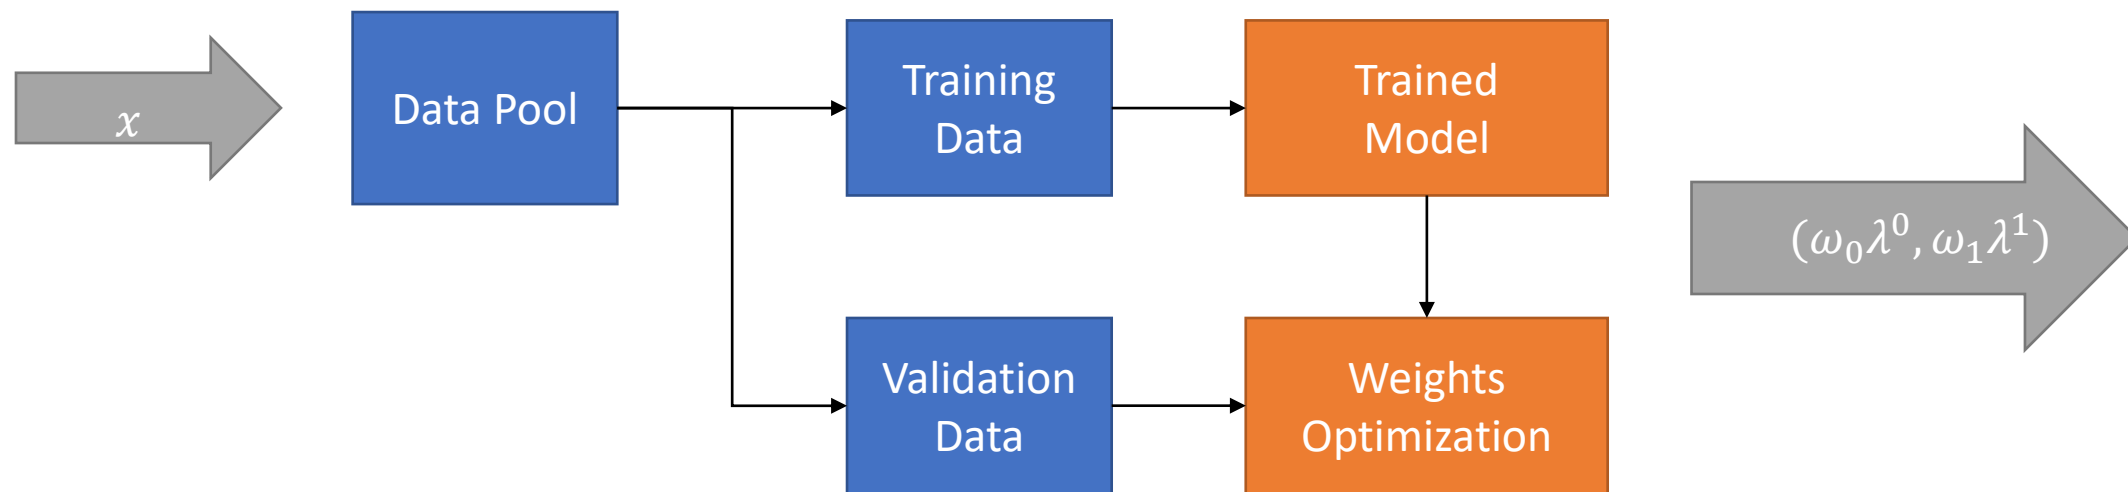 x
Data Pool
Training
Data
Trained
Model
(ω₀λ⁰, ω₁λ¹)
Validation
Data
Weights
Optimization